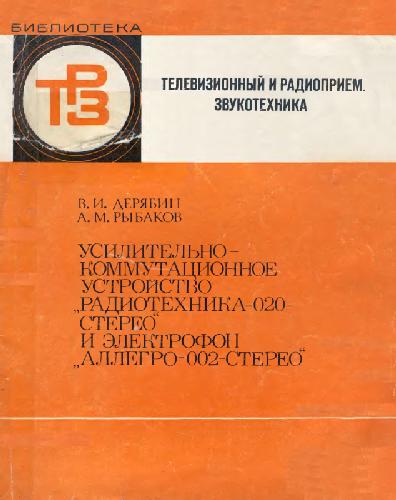 БИБЛИОТЕКА
ТРЗ
ТЕЛЕВИЗИОННЫЙ И РАДИОПРИЕМ.
ЗВУКОТЕХНИКА
В. И. ДЕРЯБИН
А. М. РЫБАКОВ
УСИЛИТЕЛЬНО-
КОММУТАЦИОННОЕ
УСТРОЙСТВО
„РАДИОТЕХНИКА-020-
СТЕРЕО“
И ЭЛЕКТРОФОН
„АЛЛЕГРО-002-СТЕРЕО“